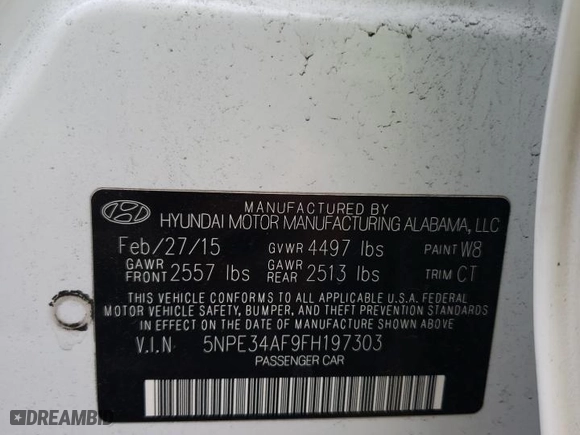 MANUFACTURED BY
HYUNDAI MOTOR MANUFACTURING ALABAMA, LLC
Feb/27/15 GVWR 4497 lbs PAINT W8
GAWR FRONT 2557 lbs GAWR REAR 2513 lbs TRIM CT
THIS VEHICLE CONFORMS TO ALL APPLICABLE U.S.A. FEDERAL
MOTOR VEHICLE SAFETY, BUMPER, AND THEFT PREVENTION STANDARDS
IN EFFECT ON THE DATE OF MANUFACTURE SHOWN ABOVE.
V.I.N 5NPE34AF9FH197303
PASSENGER CAR
DREAMBID